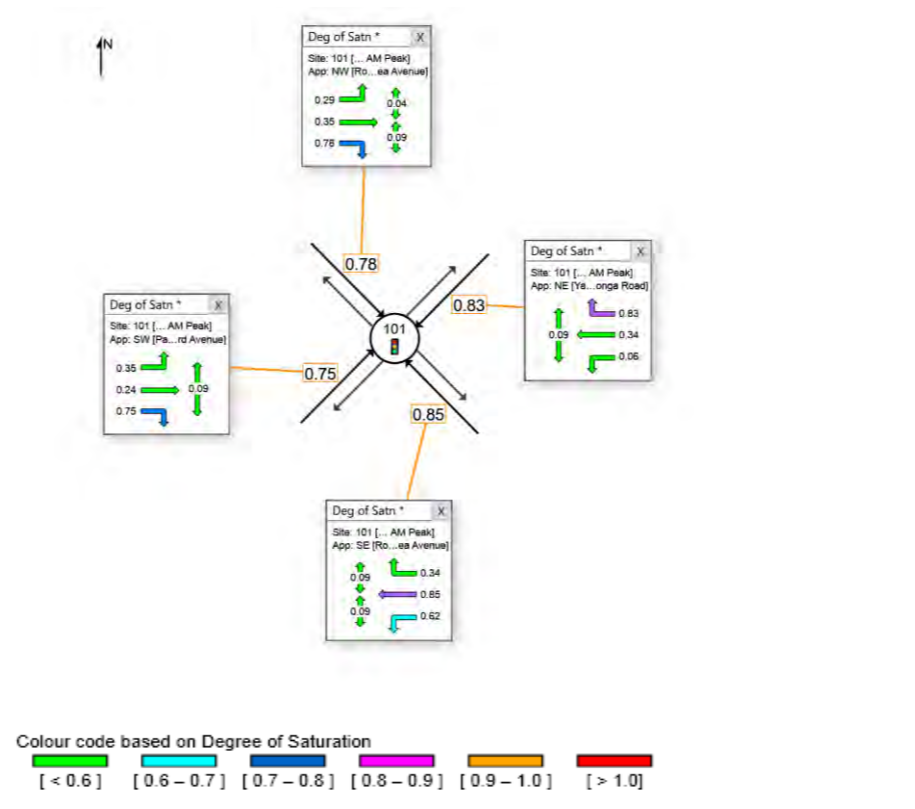 N
Deg of Satn * X
Site: 101 [... AM Peak]
App: NW [Ro...ea Avenue]
0.29
0.04
0.35
0.09
0.78
0.78
Deg of Satn * X
Site: 101 [... AM Peak]
App: NE [Ya...onga Road]
0.83
0.09
0.34
0.06
0.83
Deg of Satn * X
Site: 101 [... AM Peak]
App: SW [Pa...rd Avenue]
0.35
0.24
0.09
0.75
0.75
101
0.85
Deg of Satn * X
Site: 101 [... AM Peak]
App: SE [Ro...ea Avenue]
0.09
0.34
0.85
0.09
0.62
Colour code based on Degree of Saturation
[ < 0.6 ] [ 0.6 – 0.7 ] [ 0.7 – 0.8 ] [ 0.8 – 0.9 ] [ 0.9 – 1.0 ] [ > 1.0]